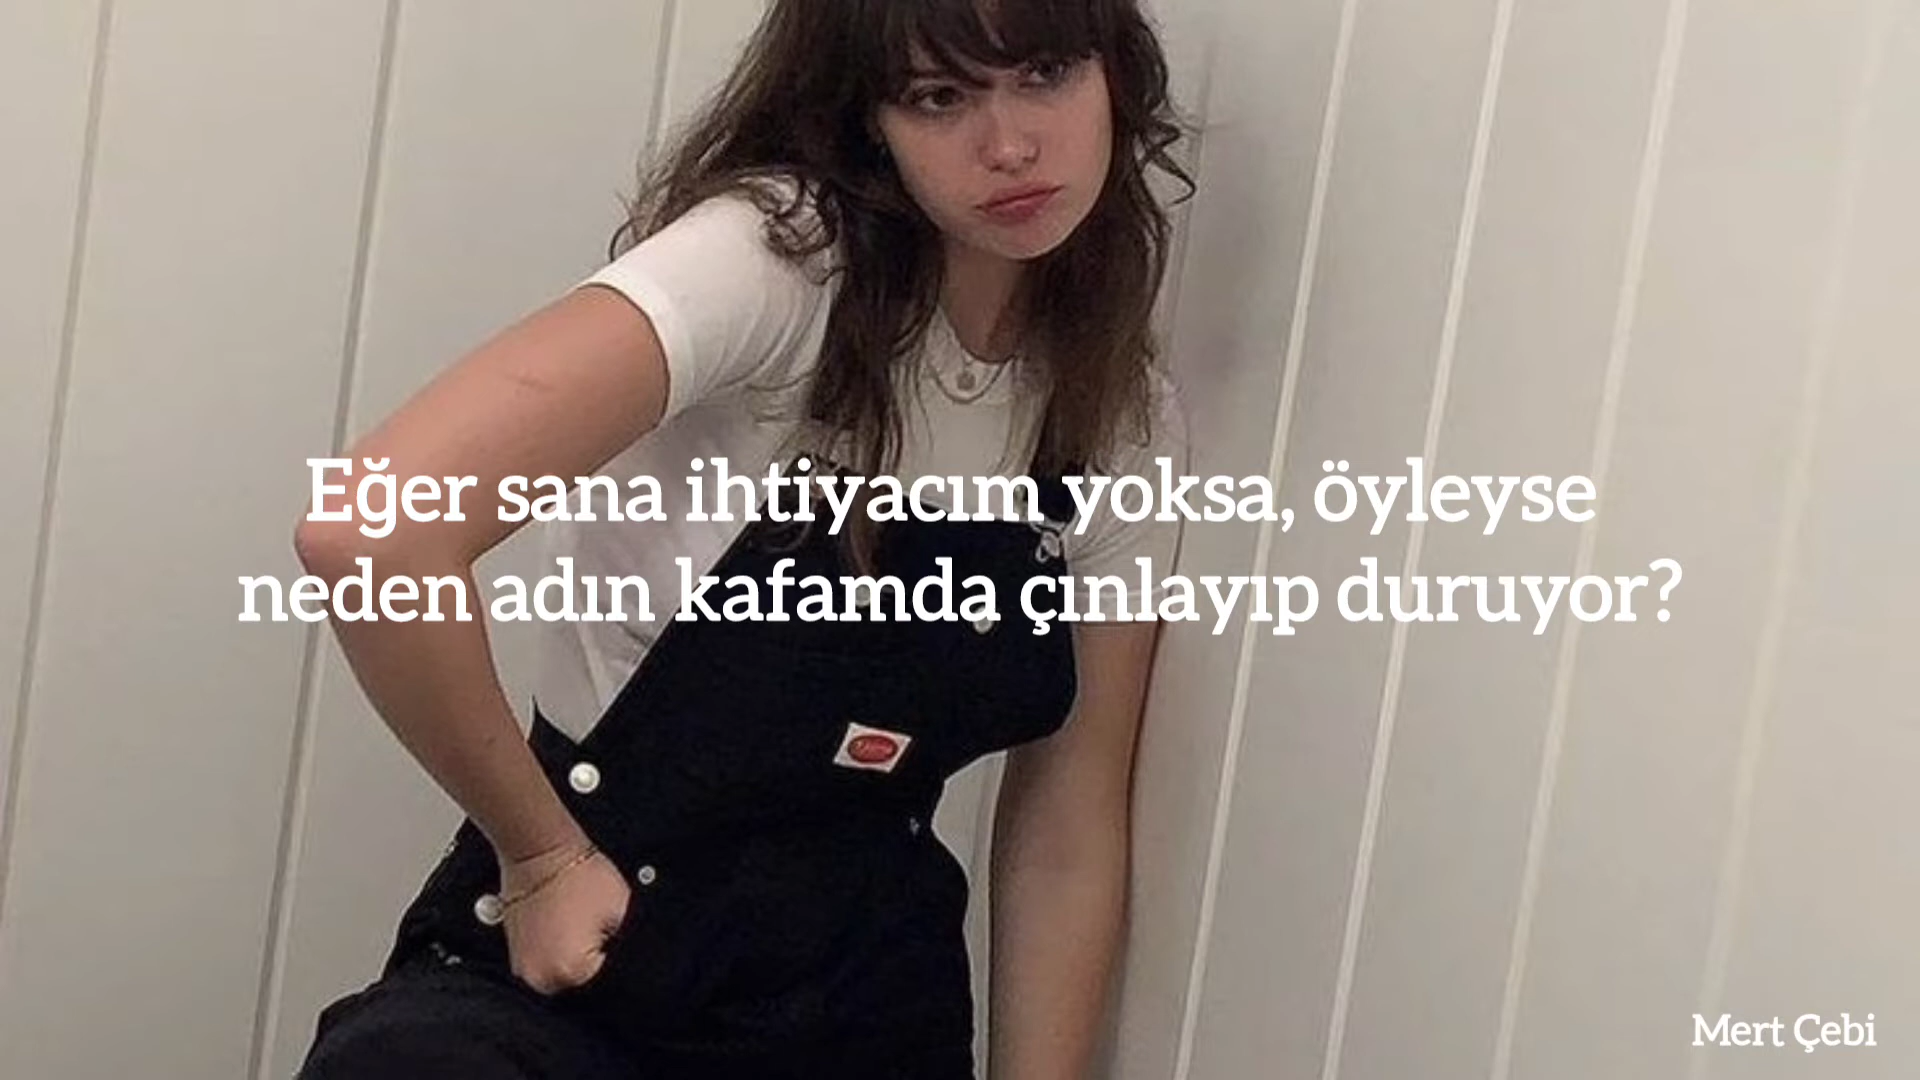 Eğer sana ihtiyacım yoksa, öyleyse
neden adın kafamda çınlayıp duruyor?
Mert Çebi